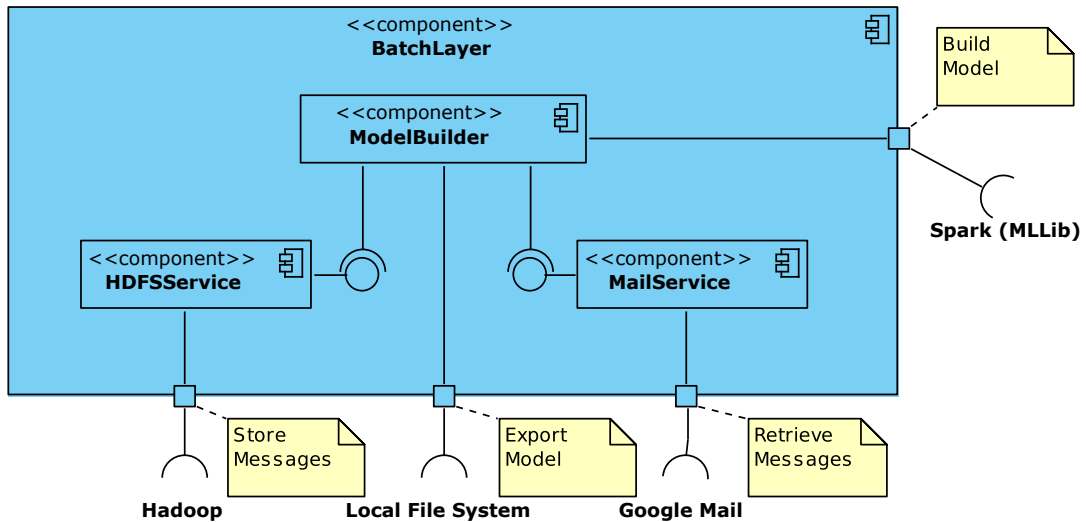 <<component>>
BatchLayer
Build
Model
<<component>>
ModelBuilder
Spark (MLLib)
<<component>>
HDFSService
<<component>>
MailService
Store
Messages
Export
Model
Retrieve
Messages
Hadoop
Local File System
Google Mail